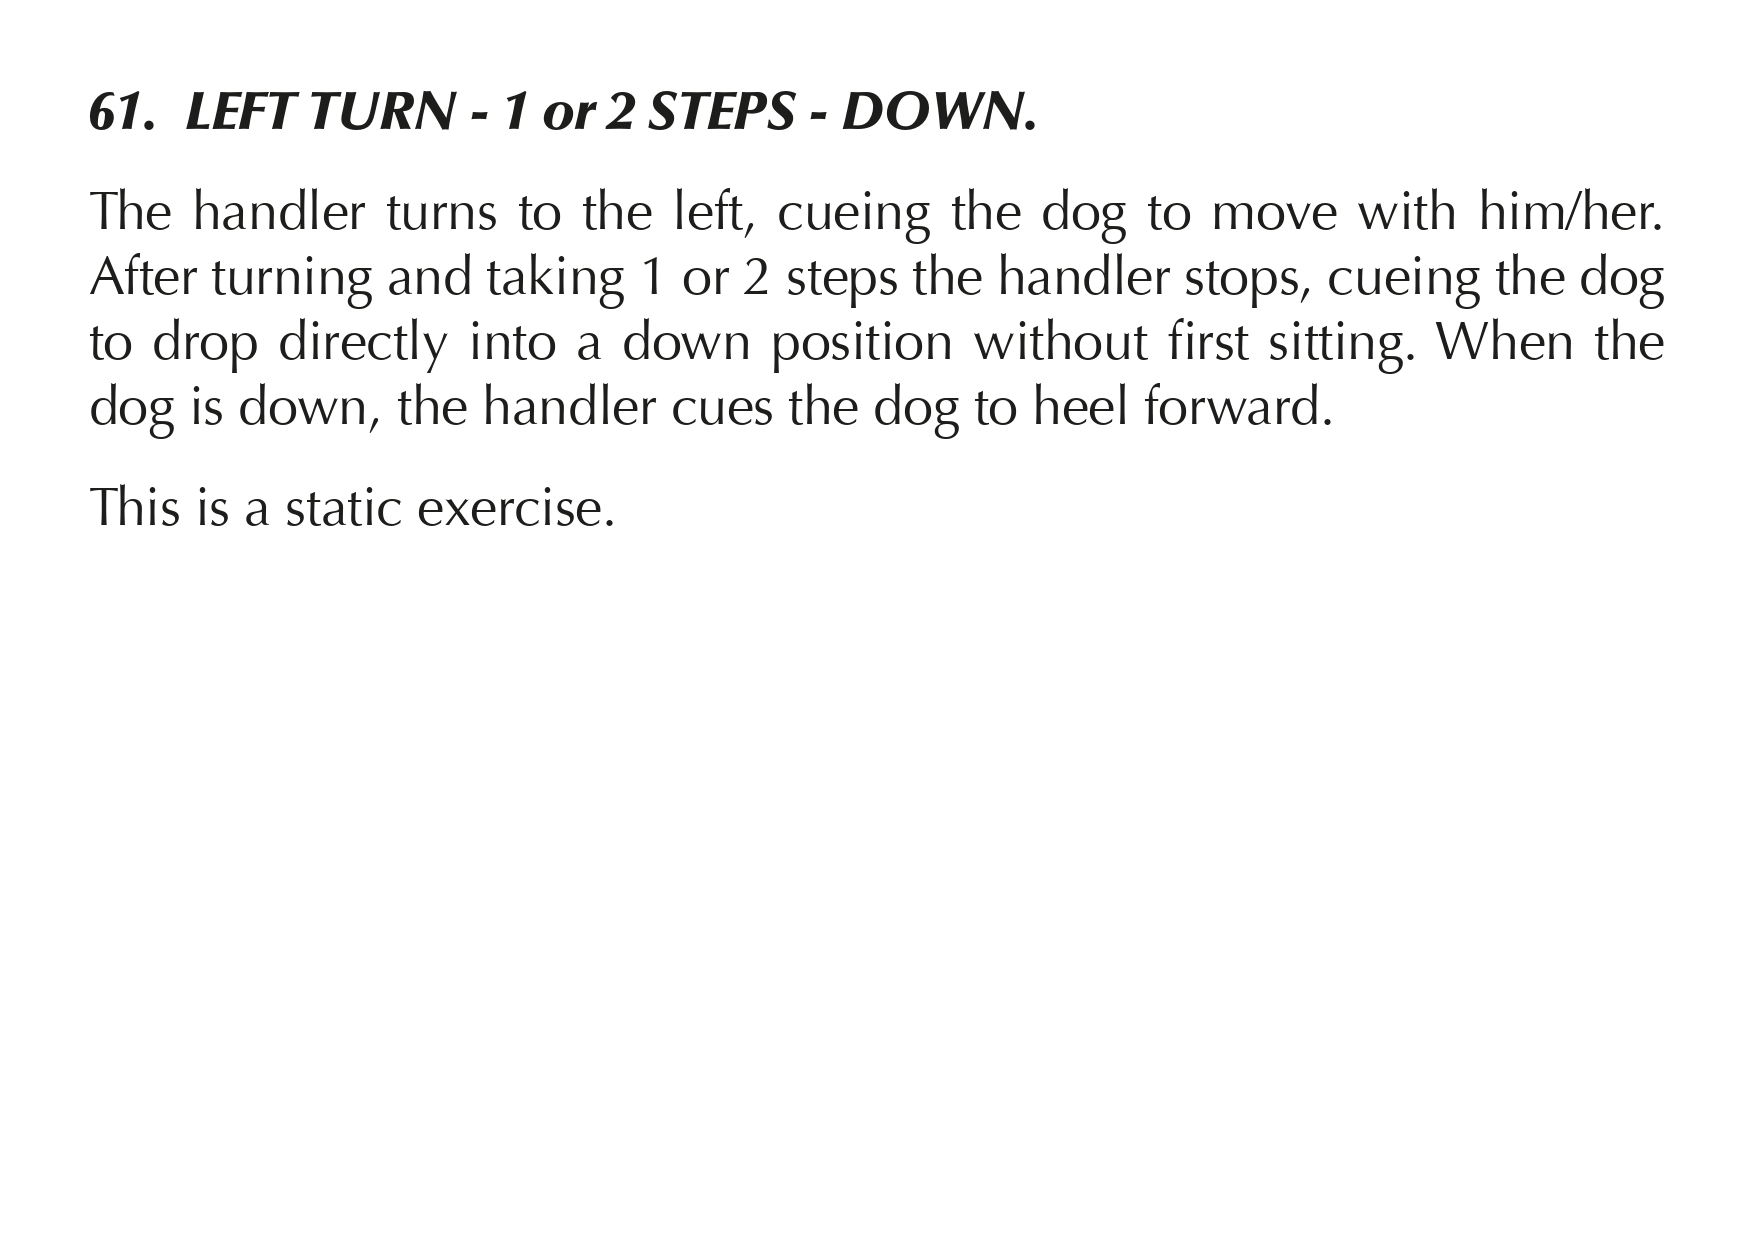 61. LEFT TURN - 1 or 2 STEPS - DOWN.
The handler turns to the left, cueing the dog to move with him/her.
After turning and taking 1 or 2 steps the handler stops, cueing the dog
to drop directly into a down position without first sitting. When the
dog is down, the handler cues the dog to heel forward.
This is a static exercise.